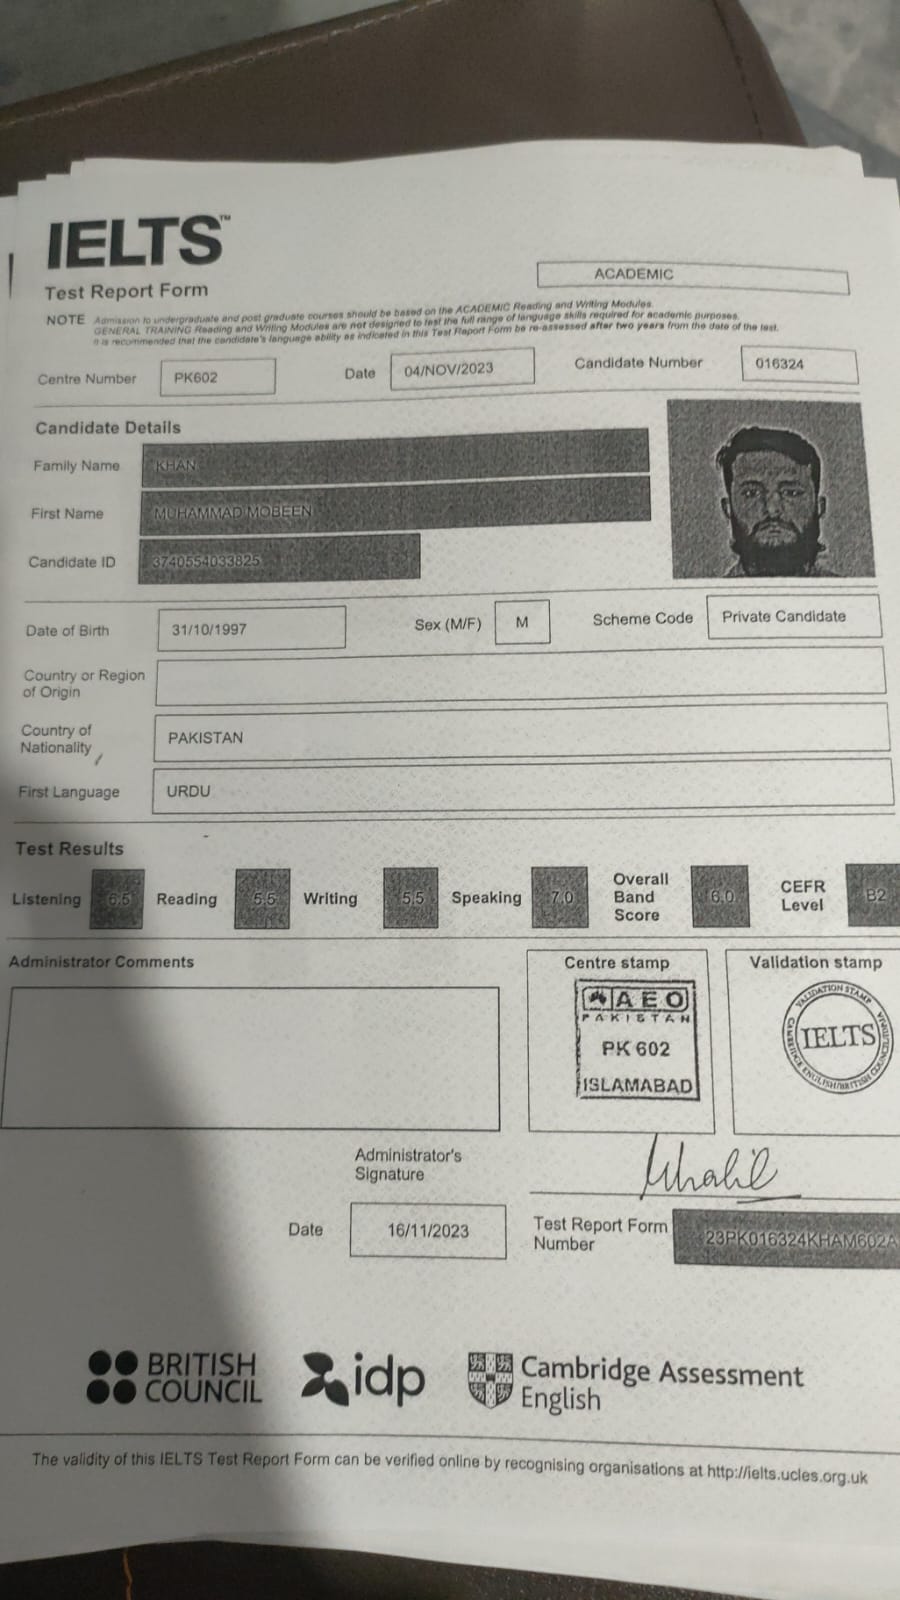 IELTS™
Test Report Form
ACADEMIC
NOTE Admission to undergraduate and post graduate courses should be based on the ACADEMIC Reading and Writing Modules.
GENERAL TRAINING Reading and Writing Modules are not designed to test the full range of language skills required for academic purposes.
It is recommended that the candidate's language ability as indicated in this Test Report Form be re-assessed after two years from the date of the test.
Centre Number PK602 Date 04/NOV/2023 Candidate Number 016324
Candidate Details
Family Name KHAN
First Name MUHAMMAD MOBEEN
Candidate ID 3740554033825
Date of Birth 31/10/1997 Sex (M/F) M Scheme Code Private Candidate
Country or Region
of Origin
Country of
Nationality PAKISTAN
First Language URDU
Test Results
Listening 6.5 Reading 5.5 Writing 5.5 Speaking 7.0 Overall Band Score 6.0 CEFR Level B2
Administrator Comments
Centre stamp
AEO
PAKISTAN
PK 602
ISLAMABAD
Validation stamp
VALIDATION STAMP
IELTS
Administrator's
Signature
Khalil
Date 16/11/2023
Test Report Form
Number 23PK016324KHAM602A
BRITISH
COUNCIL
idp
Cambridge Assessment
English
The validity of this IELTS Test Report Form can be verified online by recognising organisations at http://ielts.ucles.org.uk